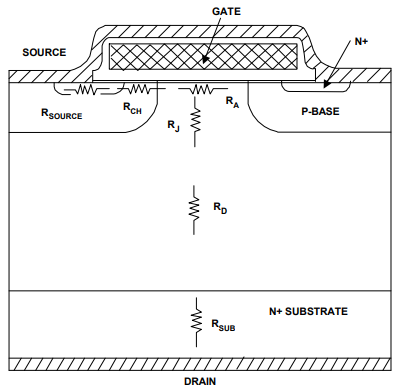 GATE
SOURCE
N+
RSOURCE
RCH
RA
P-BASE
RJ
RD
N+ SUBSTRATE
RSUB
DRAIN